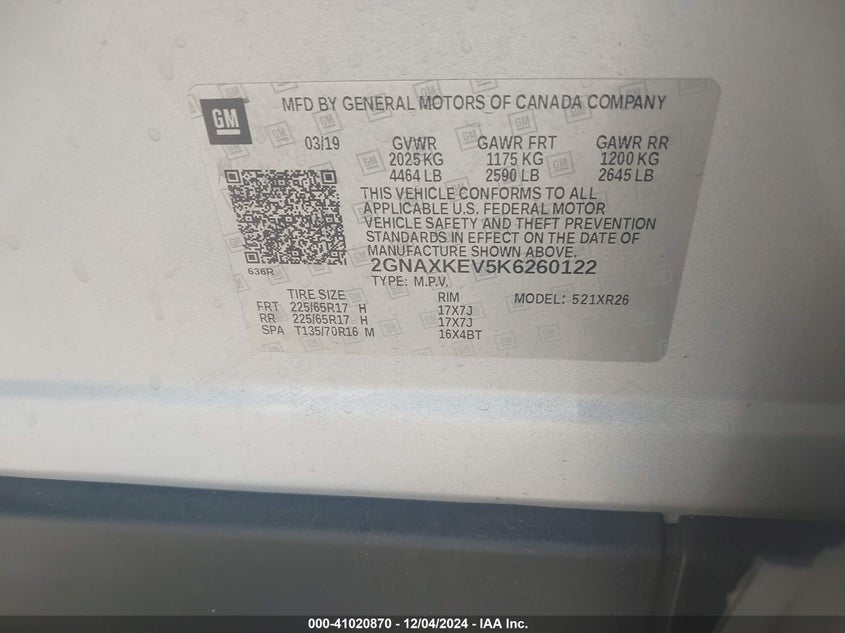 GM
MFD BY GENERAL MOTORS OF CANADA COMPANY
03/19 GVWR GAWR FRT GAWR RR
2025 KG 1175 KG 1200 KG
4464 LB 2590 LB 2645 LB
THIS VEHICLE CONFORMS TO ALL
APPLICABLE U.S. FEDERAL MOTOR
VEHICLE SAFETY AND THEFT PREVENTION
STANDARDS IN EFFECT ON THE DATE OF
MANUFACTURE SHOWN ABOVE.
636R
2GNAXKEV5K6260122
TYPE: M.P.V.
TIRE SIZE RIM MODEL: 521XR26
FRT 225/65R17 H 17X7J
RR 225/65R17 H 17X7J
SPA T135/70R16 M 16X4BT
000-41020870 - 12/04/2024 - IAA Inc.